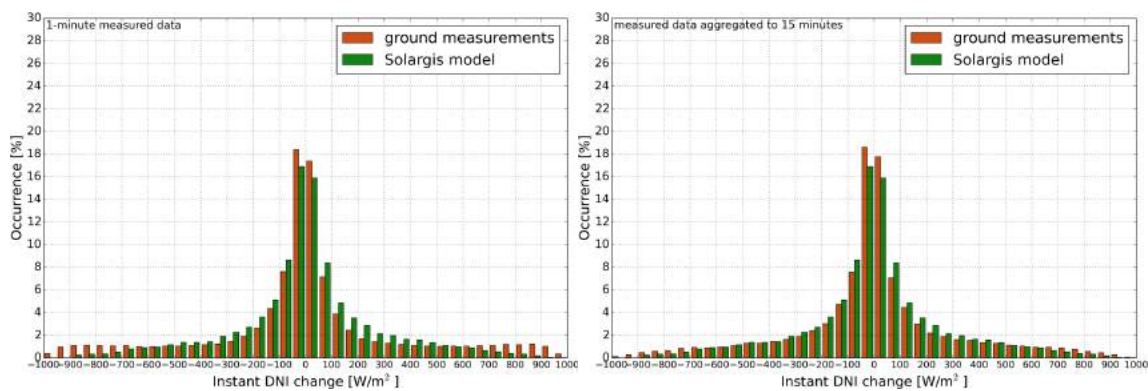 1-minute measured data
ground measurements
Solargis model
Occurrence [%]
30
28
26
24
22
20
18
16
14
12
10
8
6
4
2
0
−1000−900−800−700−600−500−400−300−200−100 0 100 200 300 400 500 600 700 800 900 1000
Instant DNI change [W/m² ]
measured data aggregated to 15 minutes
ground measurements
Solargis model
Occurrence [%]
30
28
26
24
22
20
18
16
14
12
10
8
6
4
2
0
−1000−900−800−700−600−500−400−300−200−100 0 100 200 300 400 500 600 700 800 900 1000
Instant DNI change [W/m² ]